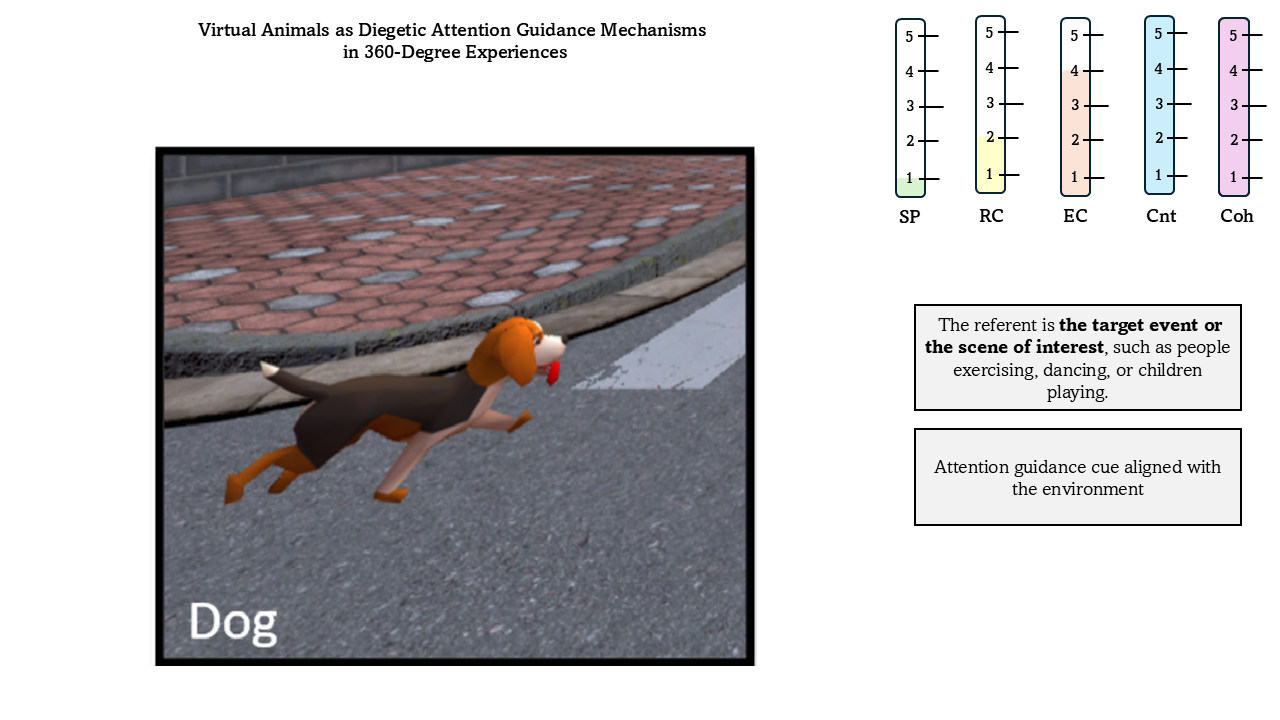 Virtual Animals as Diegetic Attention Guidance Mechanisms
in 360-Degree Experiences
5 5 5 5 5
4 4 4 4 4
3 3 3 3 3
2 2 2 2 2
1 1 1 1 1
SP RC EC Cnt Coh
The referent is the target event or
the scene of interest, such as people
exercising, dancing, or children
playing.
Attention guidance cue aligned with
the environment
Dog